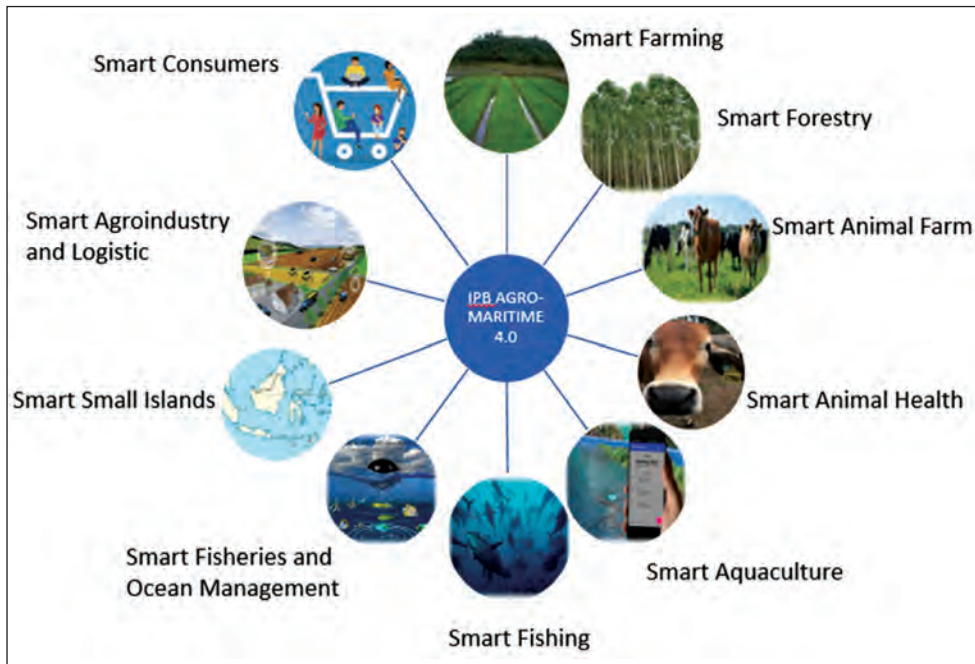 Smart Farming
Smart Consumers
Smart Forestry
Smart Agroindustry
and Logistic
Smart Animal Farm
IPB AGRO-
MARITIME
4.0
Smart Small Islands
Smart Animal Health
Smart Fisheries and
Ocean Management
Smart Aquaculture
Smart Fishing